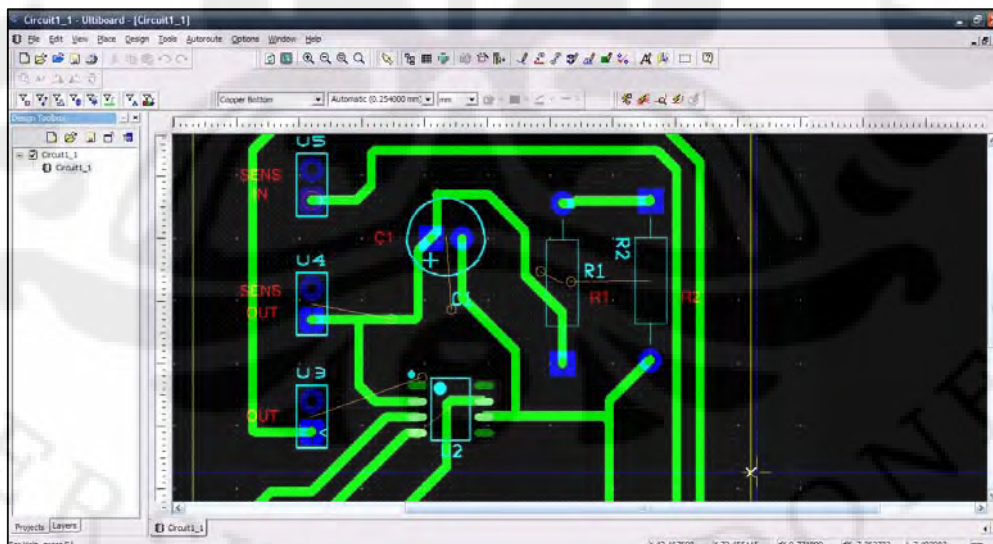 Circuit1_1 - Ultiboard - [Circuit1_1]
File Edit View Place Design Tools Autoroute Options Window Help
Copper Bottom
Automatic (0.254000 mm)
mm
Design Toolbox
Circuit1_1
Circuit1_1
U5
SENS
IN
C1
+
R2
U4
R1
SENS
OUT
R1
R2
U3
OUT
Projects Layers
Circuit1_1